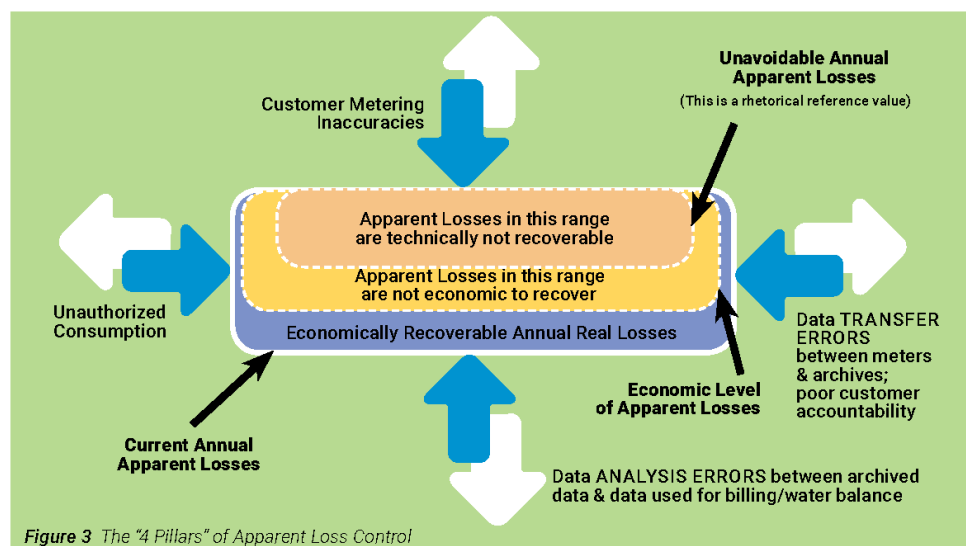 Unavoidable Annual
Apparent Losses
(This is a rhetorical reference value)
Customer Metering
Inaccuracies
Apparent Losses in this range
are technically not recoverable
Apparent Losses in this range
are not economic to recover
Economically Recoverable Annual Real Losses
Unauthorized
Consumption
Data TRANSFER
ERRORS
between meters
& archives;
poor customer
accountability
Economic Level
of Apparent Losses
Current Annual
Apparent Losses
Data ANALYSIS ERRORS between archived
data & data used for billing/water balance
Figure 3 The "4 Pillars" of Apparent Loss Control